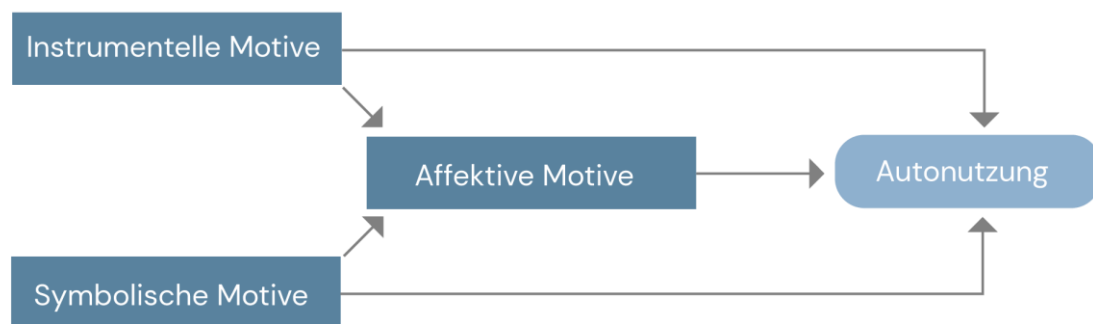 Instrumentelle Motive
Affektive Motive
Autonutzung
Symbolische Motive